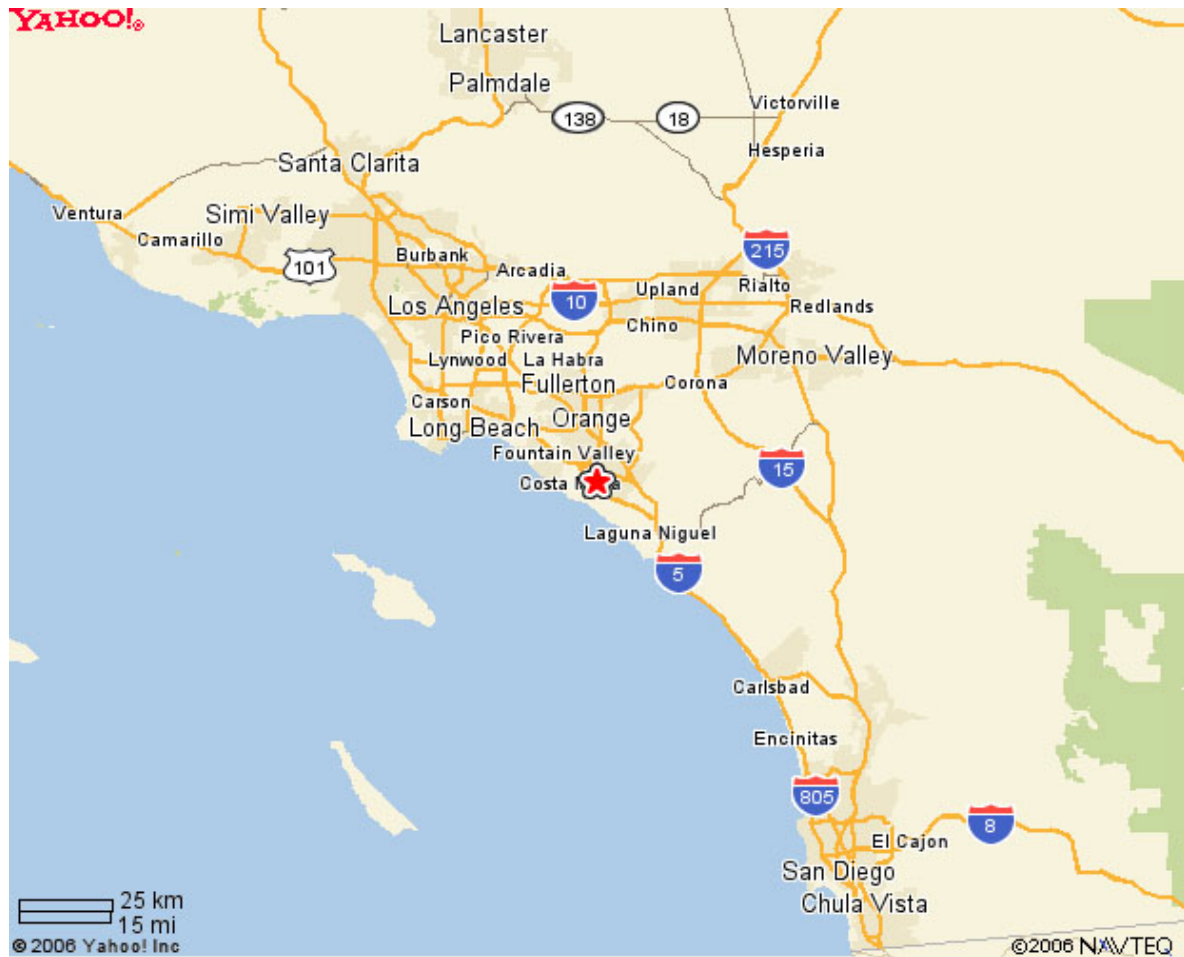 YAHOO!®
Lancaster
Palmdale
138
18
Victorville
Hesperia
Santa Clarita
Ventura
Simi Valley
Camarillo
101
Burbank
Arcadia
215
Los Angeles
10
Upland
Rialto
Redlands
Pico Rivera
Chino
Lynwood
La Habra
Moreno Valley
Fullerton
Corona
Carson
Long Beach
Orange
Fountain Valley
15
Costa
Laguna Niguel
5
Carlsbad
Encinitas
805
8
El Cajon
San Diego
Chula Vista
25 km
15 mi
© 2006 Yahoo! Inc
©2006 NAVTEQ